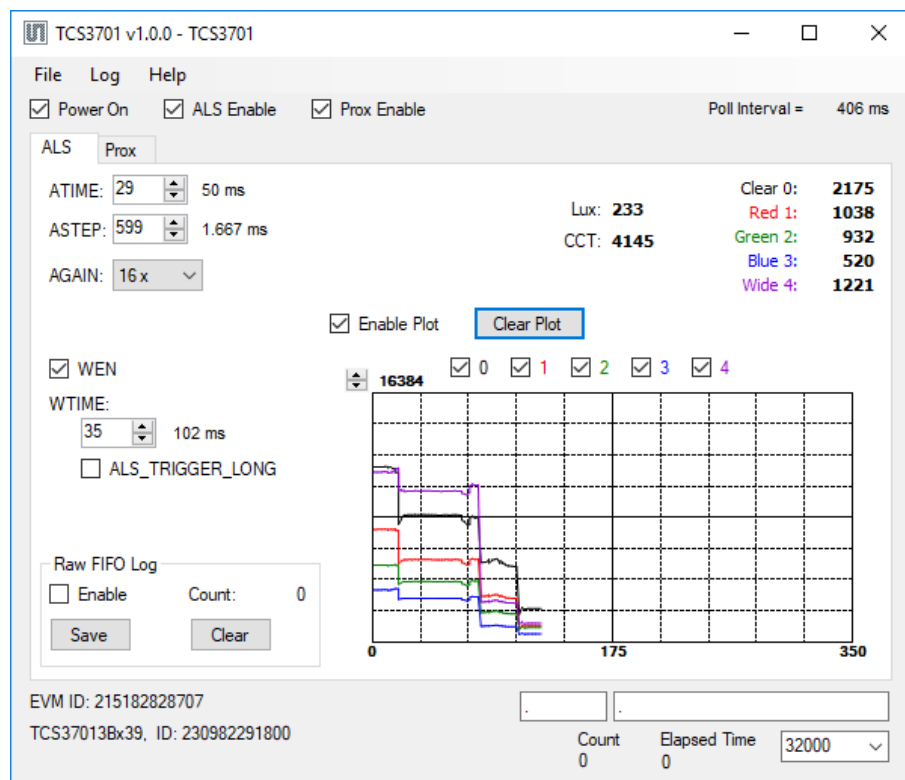 TCS3701 v1.0.0 - TCS3701
File Log Help
Power On ALS Enable Prox Enable Poll Interval = 406 ms
ALS Prox
ATIME: 29 50 ms
ASTEP: 599 1.667 ms
AGAIN: 16 x
Lux: 233
CCT: 4145
Clear 0: 2175
Red 1: 1038
Green 2: 932
Blue 3: 520
Wide 4: 1221
Enable Plot Clear Plot
WEN
WTIME:
35 102 ms
ALS_TRIGGER_LONG
16384 0 1 2 3 4
0 175 350
Raw FIFO Log
Enable Count: 0
Save Clear
EVM ID: 215182828707
TCS37013Bx39, ID: 230982291800
. .
Count Elapsed Time 32000
0 0